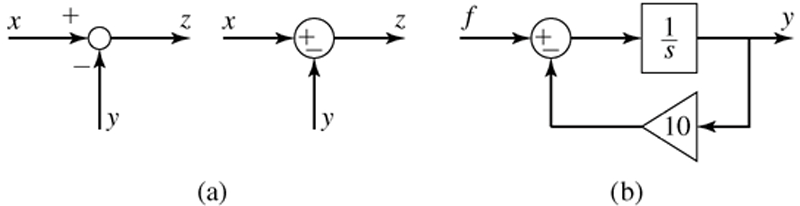 x + z
−
y
x + − z
y
(a)
f + − 1/s y
10
(b)